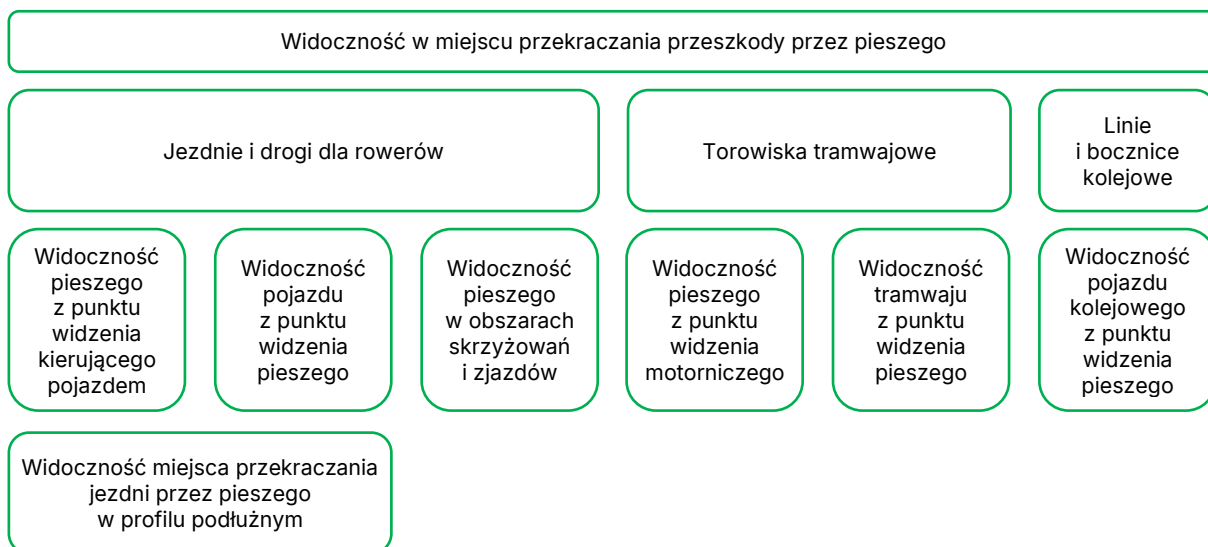 Widoczność w miejscu przekraczania przeszkody przez pieszego
Jezdnie i drogi dla rowerów
Torowiska tramwajowe
Linie
i bocznice
kolejowe
Widoczność
pieszego
z punktu
widzenia
kierującego
pojazdem
Widoczność
pojazdu
z punktu
widzenia
pieszego
Widoczność
pieszego
w obszarach
skrzyżowań
i zjazdów
Widoczność
pieszego
z punktu
widzenia
motorniczego
Widoczność
tramwaju
z punktu
widzenia
pieszego
Widoczność
pojazdu
kolejowego
z punktu
widzenia
pieszego
Widoczność miejsca przekraczania
jezdni przez pieszego
w profilu podłużnym